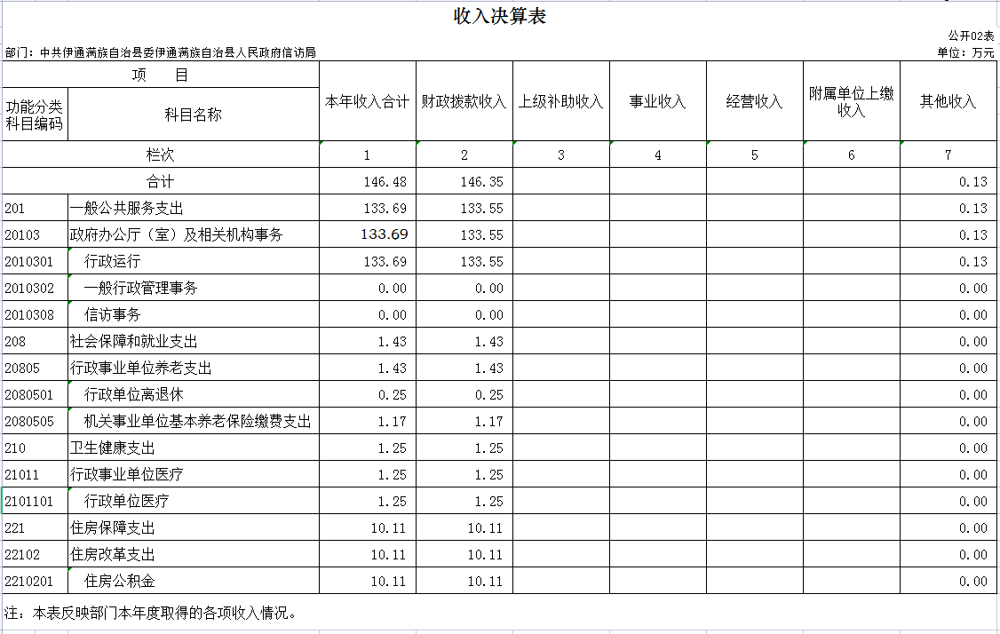 收入决算表
公开02表
部门：中共伊通满族自治县委伊通满族自治县人民政府信访局 单位：万元
项 目 本年收入合计 财政拨款收入 上级补助收入 事业收入 经营收入 附属单位上缴收入 其他收入
功能分类科目编码 科目名称
栏次 1 2 3 4 5 6 7
合计 146.48 146.35 0.13
201 一般公共服务支出 133.69 133.55 0.13
20103 政府办公厅（室）及相关机构事务 133.69 133.55 0.13
2010301 行政运行 133.69 133.55 0.13
2010302 一般行政管理事务 0.00 0.00 0.00
2010308 信访事务 0.00 0.00 0.00
208 社会保障和就业支出 1.43 1.43 0.00
20805 行政事业单位养老支出 1.43 1.43 0.00
2080501 行政单位离退休 0.25 0.25 0.00
2080505 机关事业单位基本养老保险缴费支出 1.17 1.17 0.00
210 卫生健康支出 1.25 1.25 0.00
21011 行政事业单位医疗 1.25 1.25 0.00
2101101 行政单位医疗 1.25 1.25 0.00
221 住房保障支出 10.11 10.11 0.00
22102 住房改革支出 10.11 10.11 0.00
2210201 住房公积金 10.11 10.11 0.00
注：本表反映部门本年度取得的各项收入情况。